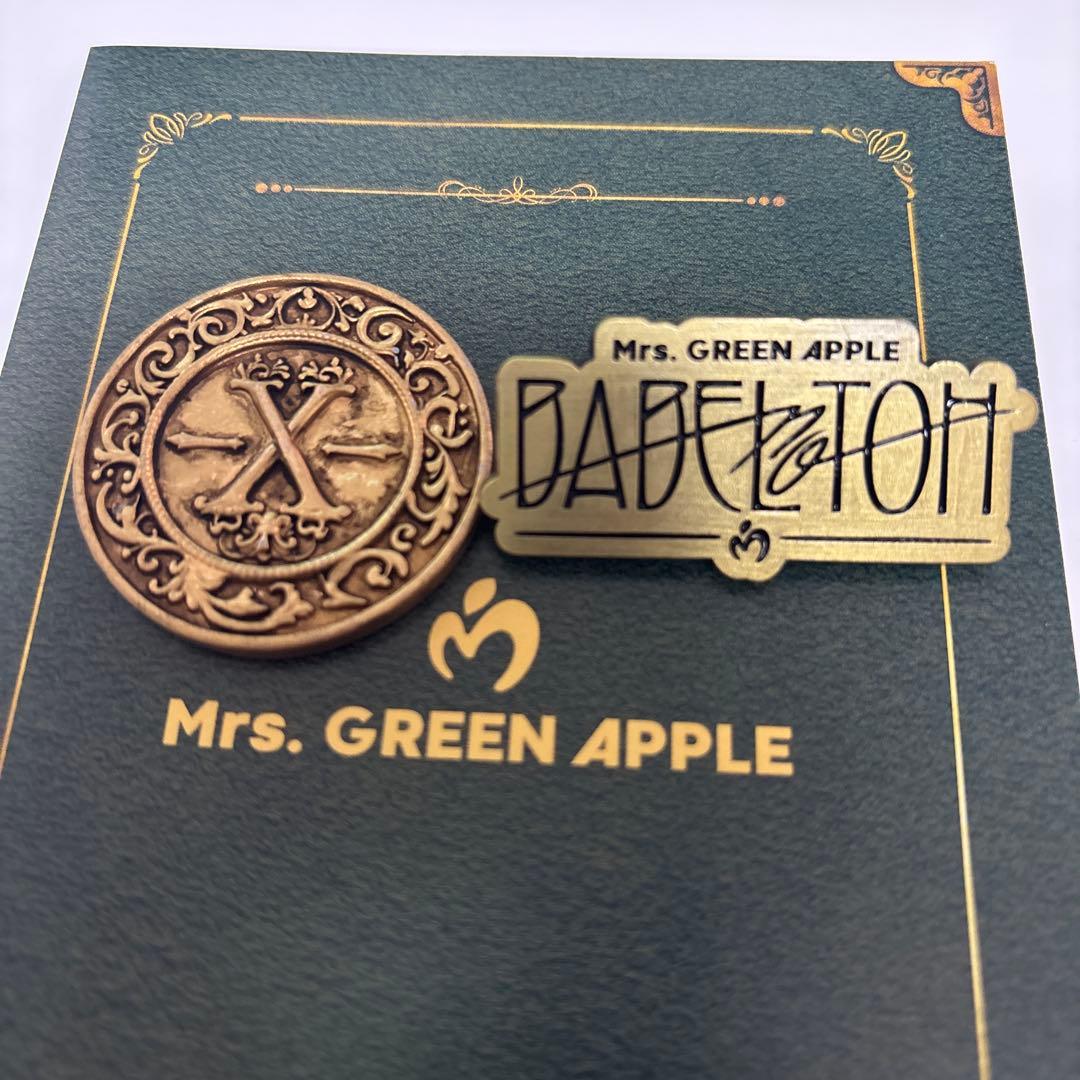 X
Mrs. GREEN APPLE
BABEL no TOH
Mrs. GREEN APPLE